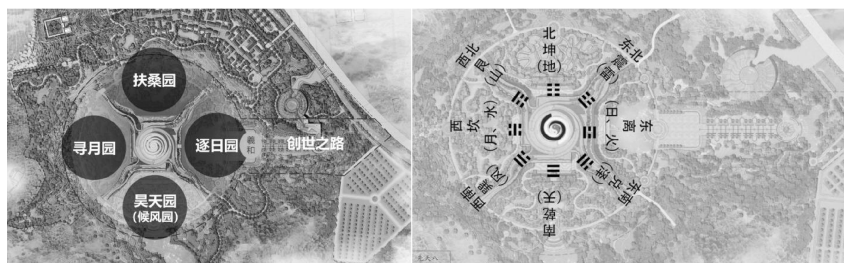 扶桑园
寻月园
逐日园
羲和
创世之路
昊天园
(候风园)
北
坤
(地)
东北
震
(雷)
东
离
(日、火)
东南
兑
(泽)
南
乾
(天)
西南
巽
(风)
西
坎
(月、水)
西北
艮
(山)